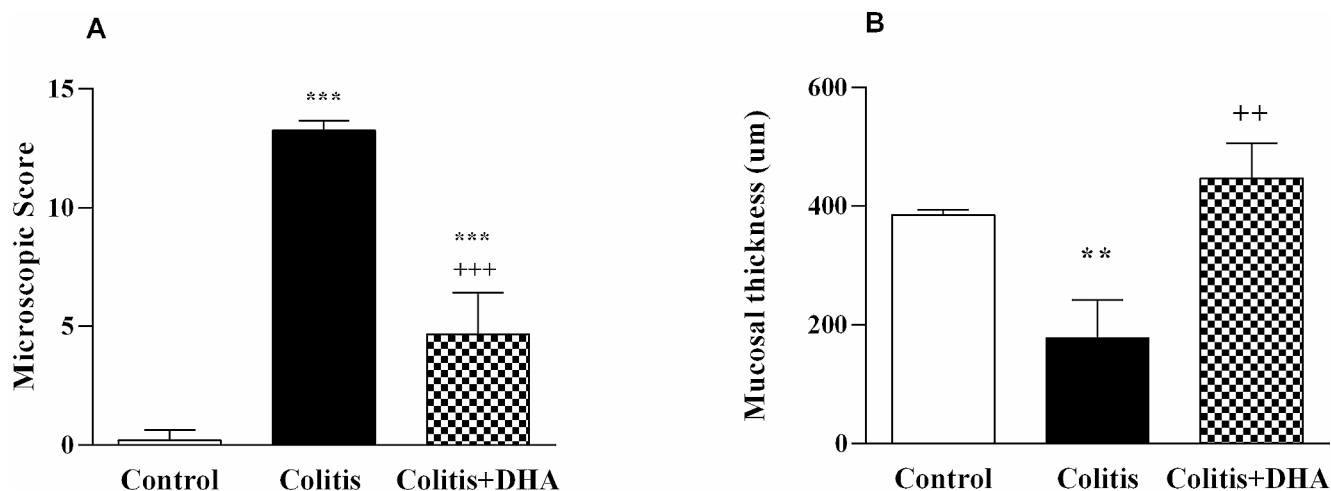 A
Microscopic Score
15
10
5
0
***
***
+++
Control
Colitis
Colitis+DHA
B
Mucosal thickness (um)
600
400
200
0
**
++
Control
Colitis
Colitis+DHA